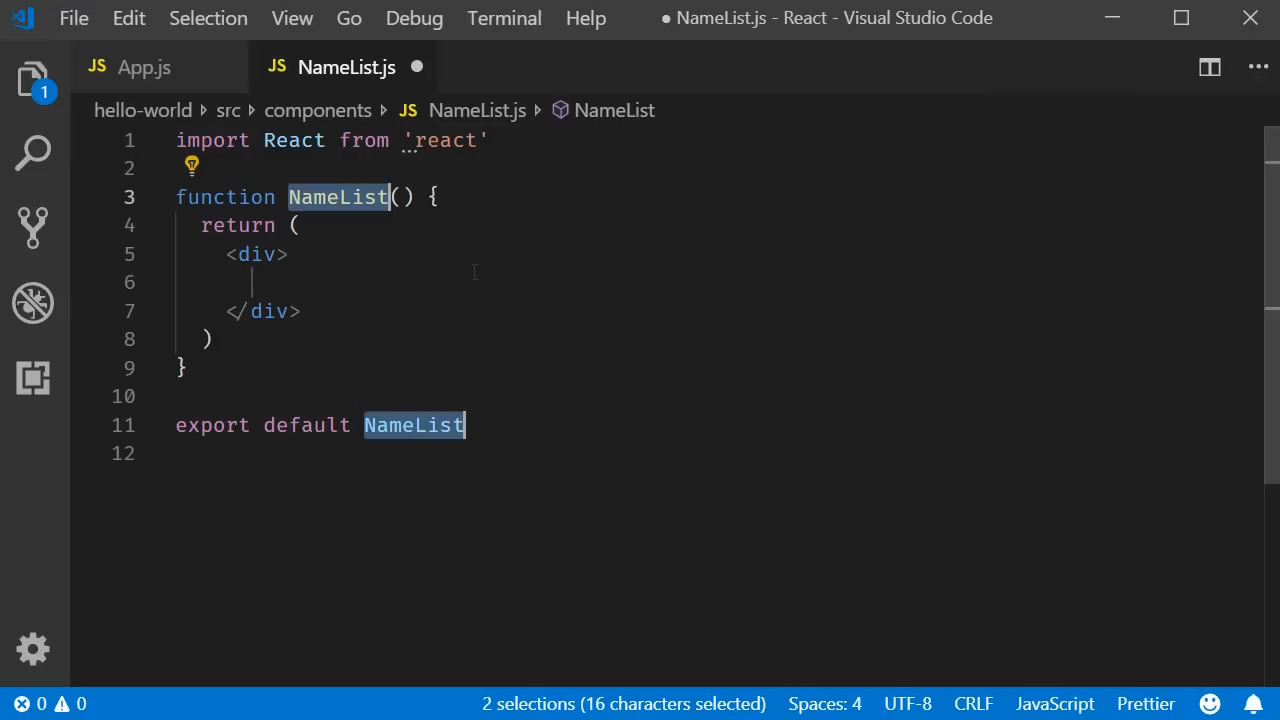 File Edit Selection View Go Debug Terminal Help ● NameList.js - React - Visual Studio Code
JS App.js JS NameList.js ●
1
hello-world > src > components > JS NameList.js > NameList
1 import React from 'react'
2
3 function NameList() {
4 return (
5 <div>
6
7 </div>
8 )
9 }
10
11 export default NameList
12
0 0 2 selections (16 characters selected) Spaces: 4 UTF-8 CRLF JavaScript Prettier